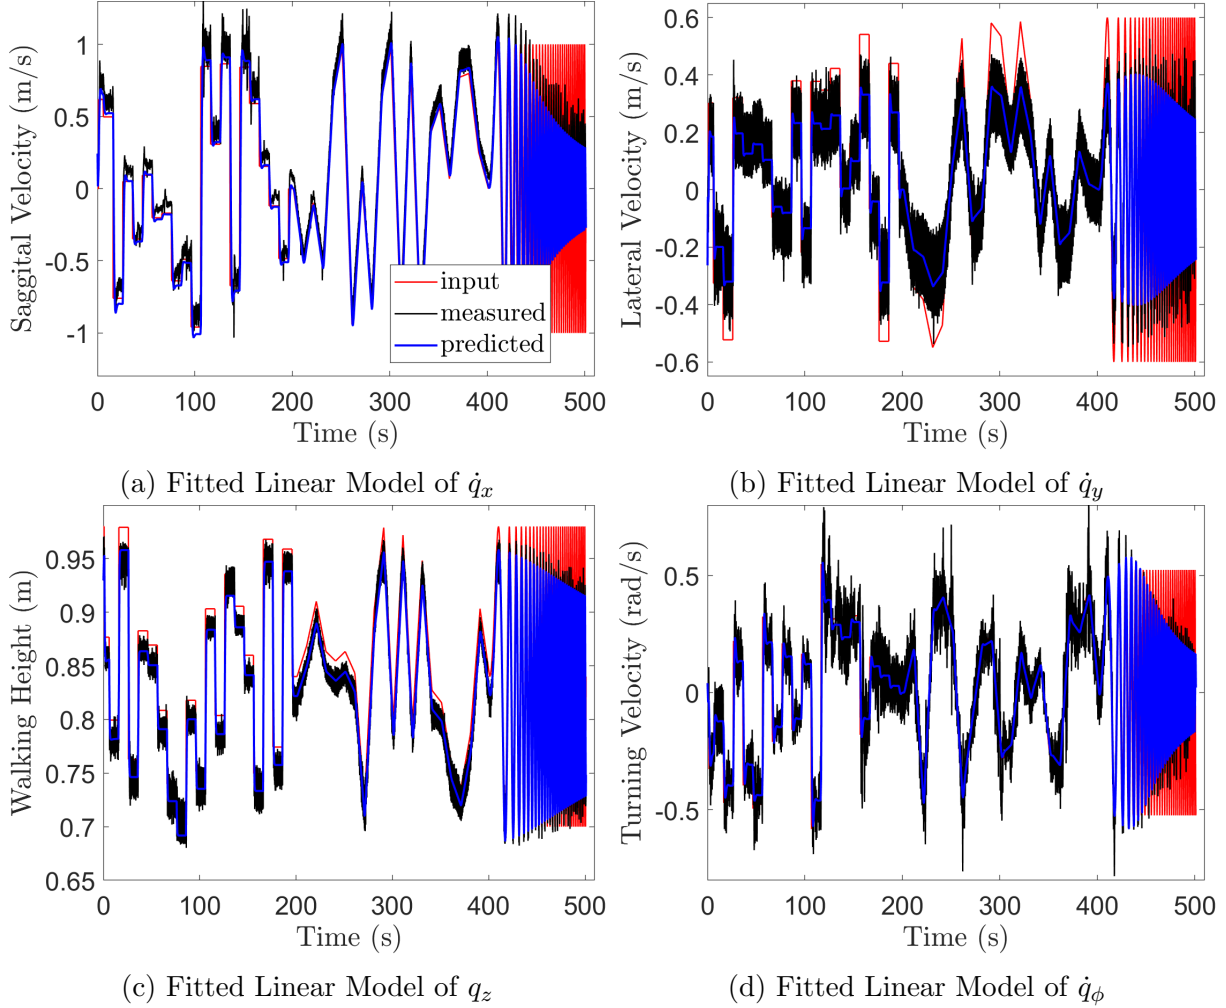 Saggital Velocity (m/s)
1
0.5
0
-0.5
-1
input
measured
predicted
0 100 200 300 400 500
Time (s)
(a) Fitted Linear Model of q̇x
Lateral Velocity (m/s)
0.6
0.4
0.2
0
-0.2
-0.4
-0.6
0 100 200 300 400 500
Time (s)
(b) Fitted Linear Model of q̇y
Walking Height (m)
0.95
0.9
0.85
0.8
0.75
0.7
0.65
0 100 200 300 400 500
Time (s)
(c) Fitted Linear Model of qz
Turning Velocity (rad/s)
0.5
0
-0.5
0 100 200 300 400 500
Time (s)
(d) Fitted Linear Model of q̇ϕ